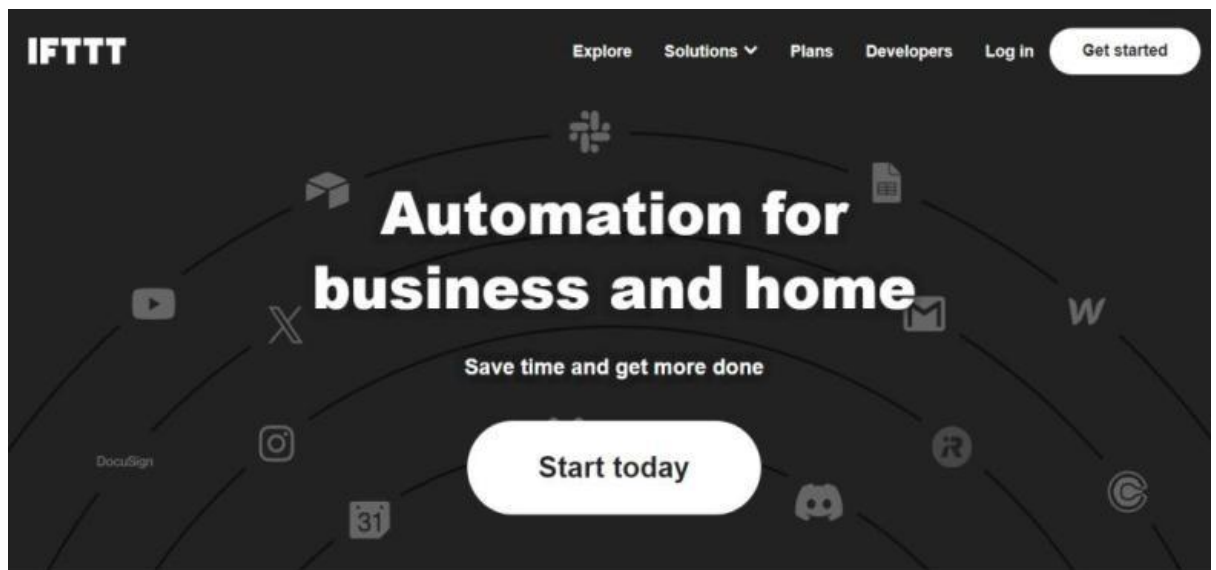 IFTTT
Explore Solutions Plans Developers Log in Get started
Automation for
business and home
Save time and get more done
DocuSign
31
Start today